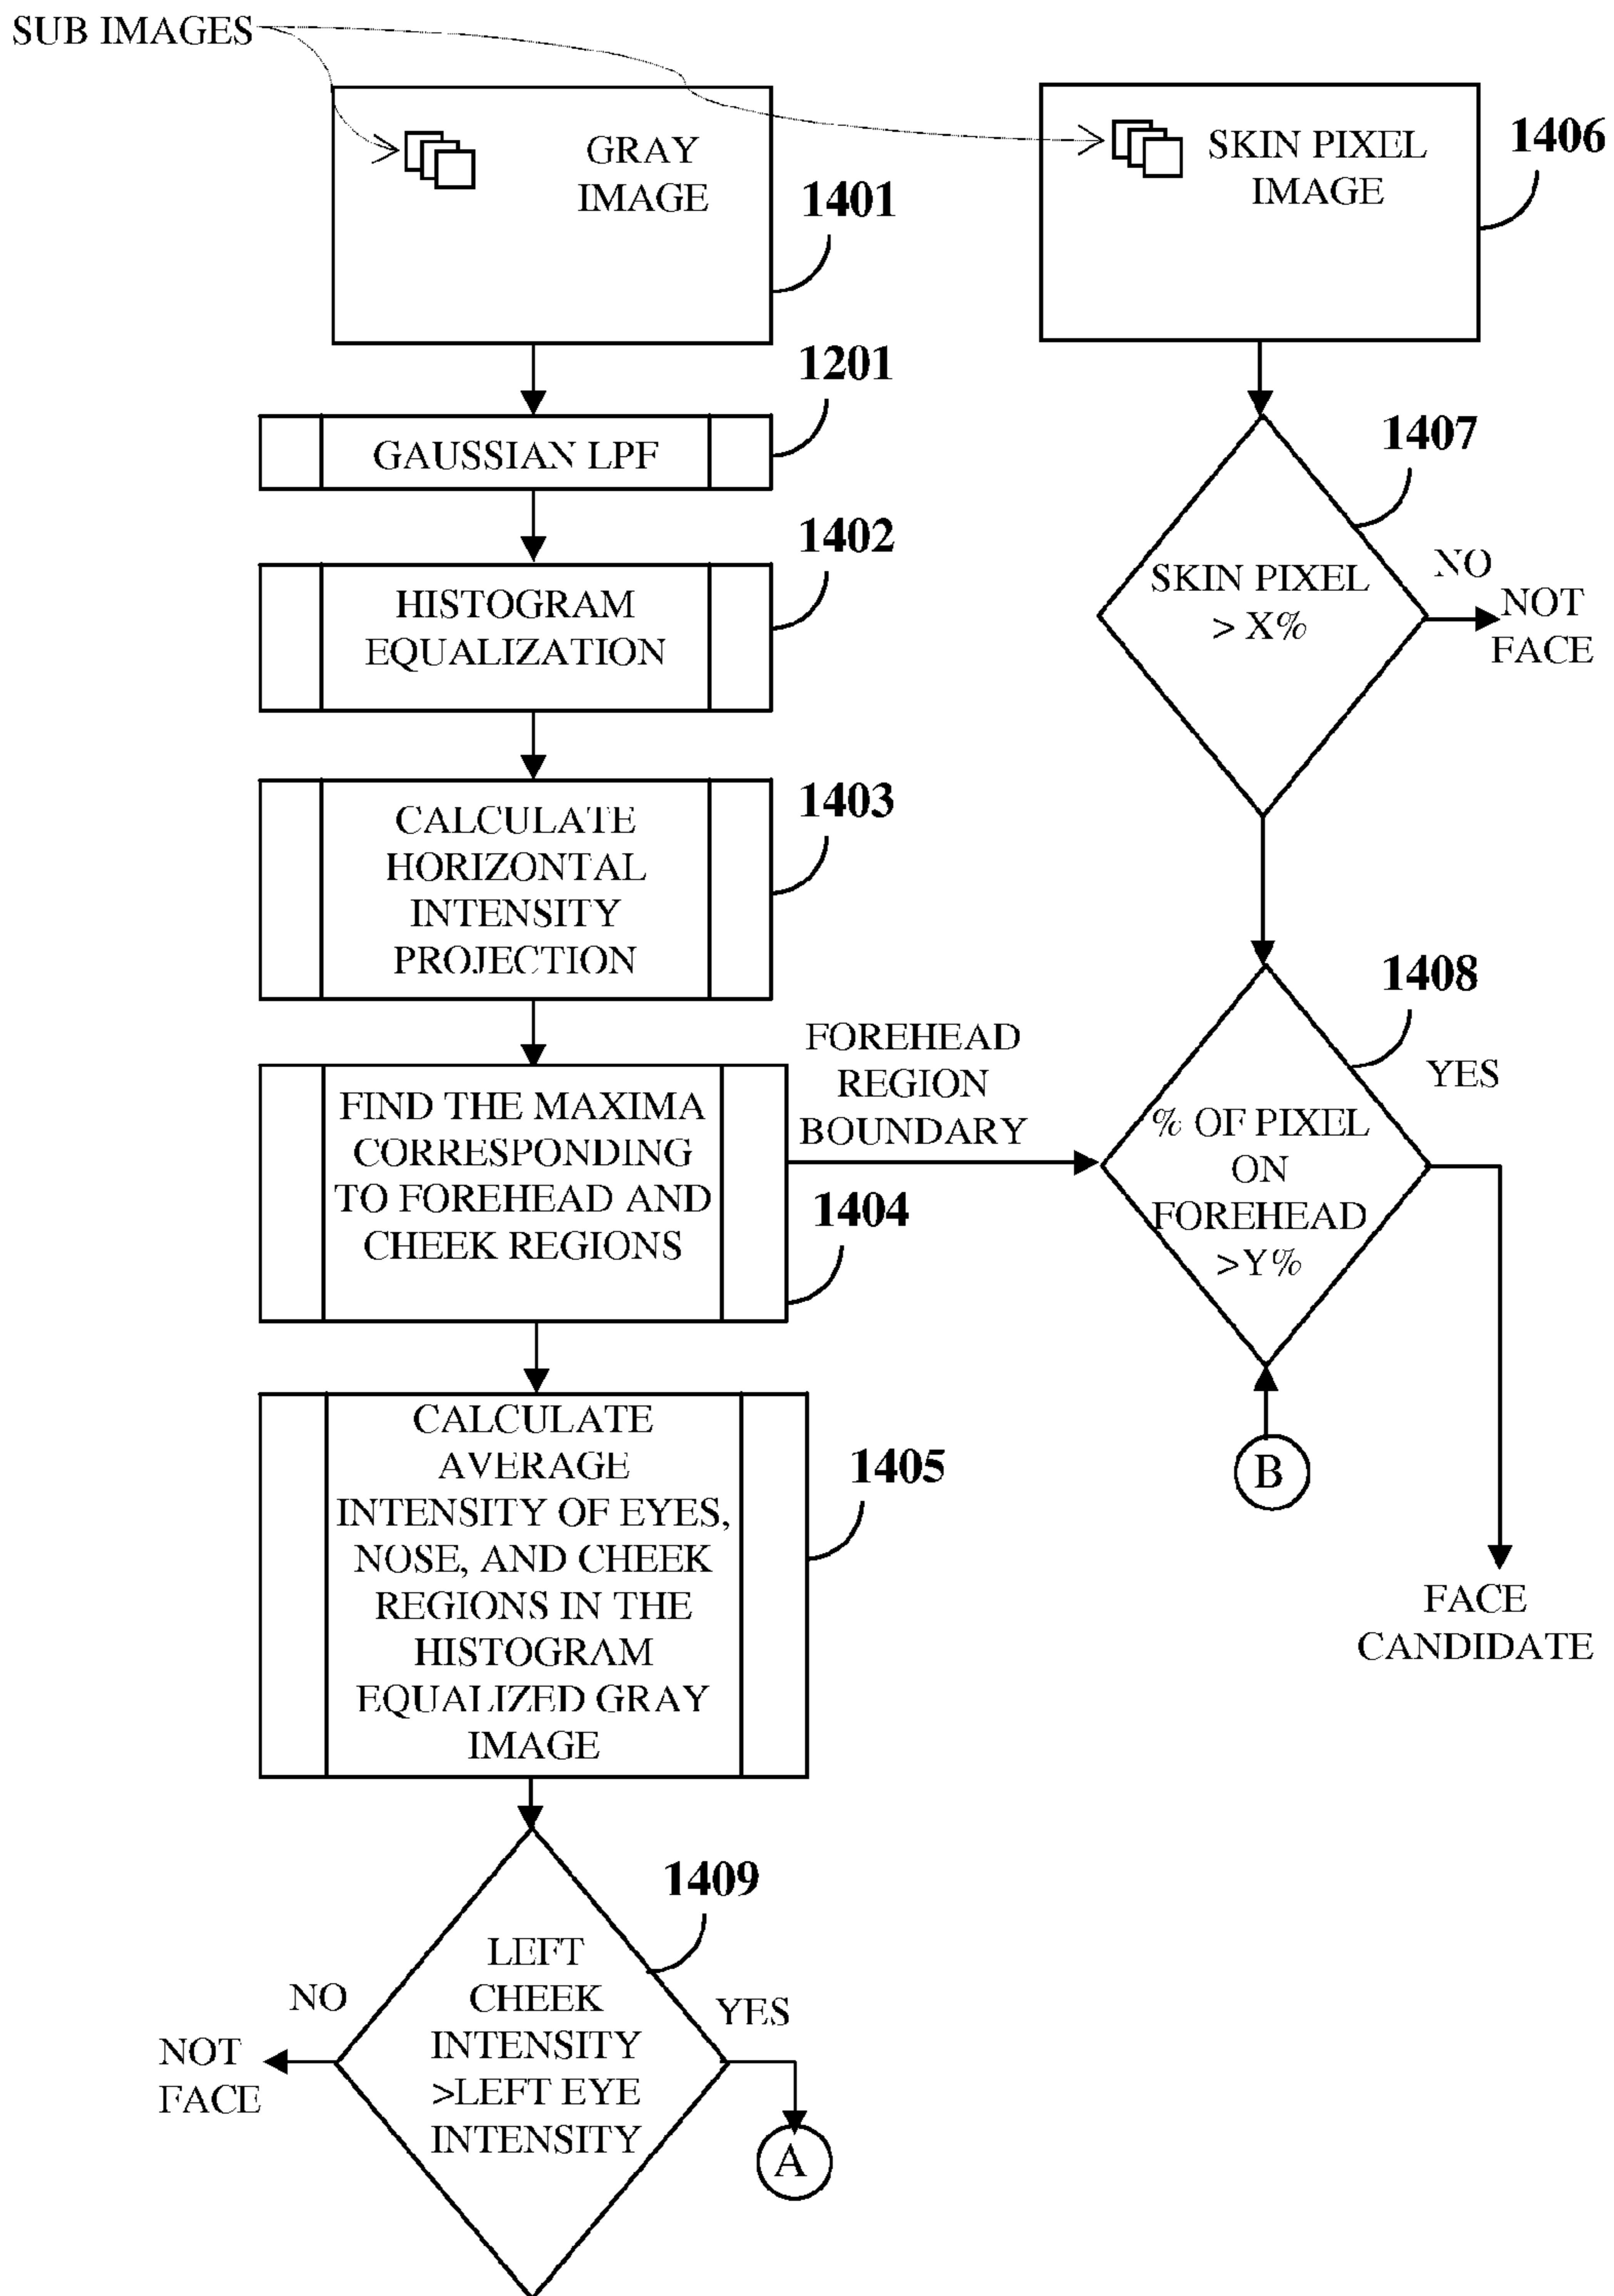 SUB IMAGES
GRAY
IMAGE
1401
SKIN PIXEL
IMAGE
1406
1201
GAUSSIAN LPF
1402
HISTOGRAM
EQUALIZATION
1407
SKIN PIXEL
> X%
NO
NOT
FACE
1403
CALCULATE
HORIZONTAL
INTENSITY
PROJECTION
FIND THE MAXIMA
CORRESPONDING
TO FOREHEAD AND
CHEEK REGIONS
1404
FOREHEAD
REGION
BOUNDARY
1408
% OF PIXEL
ON
FOREHEAD
>Y%
YES
B
FACE
CANDIDATE
CALCULATE
AVERAGE
INTENSITY OF EYES,
NOSE, AND CHEEK
REGIONS IN THE
HISTOGRAM
EQUALIZED GRAY
IMAGE
1405
1409
LEFT
CHEEK
INTENSITY
>LEFT EYE
INTENSITY
NO
NOT
FACE
YES
A